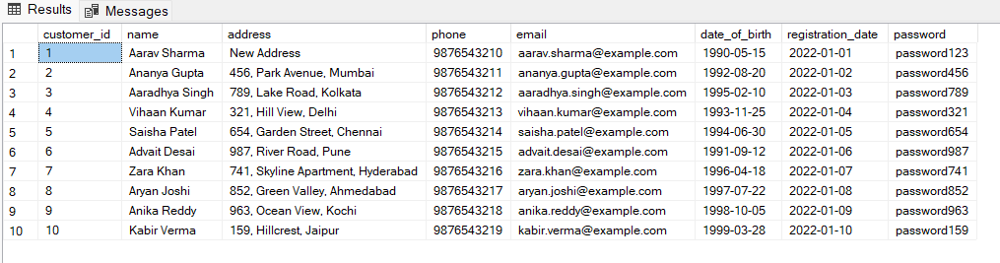 Results Messages
customer_id name address phone email date_of_birth registration_date password
1 1 Aarav Sharma New Address 9876543210 aarav.sharma@example.com 1990-05-15 2022-01-01 password123
2 2 Ananya Gupta 456, Park Avenue, Mumbai 9876543211 ananya.gupta@example.com 1992-08-20 2022-01-02 password456
3 3 Aaradhya Singh 789, Lake Road, Kolkata 9876543212 aaradhya.singh@example.com 1995-02-10 2022-01-03 password789
4 4 Vihaan Kumar 321, Hill View, Delhi 9876543213 vihaan.kumar@example.com 1993-11-25 2022-01-04 password321
5 5 Saisha Patel 654, Garden Street, Chennai 9876543214 saisha.patel@example.com 1994-06-30 2022-01-05 password654
6 6 Advait Desai 987, River Road, Pune 9876543215 advait.desai@example.com 1991-09-12 2022-01-06 password987
7 7 Zara Khan 741, Skyline Apartment, Hyderabad 9876543216 zara.khan@example.com 1996-04-18 2022-01-07 password741
8 8 Aryan Joshi 852, Green Valley, Ahmedabad 9876543217 aryan.joshi@example.com 1997-07-22 2022-01-08 password852
9 9 Anika Reddy 963, Ocean View, Kochi 9876543218 anika.reddy@example.com 1998-10-05 2022-01-09 password963
10 10 Kabir Verma 159, Hillcrest, Jaipur 9876543219 kabir.verma@example.com 1999-03-28 2022-01-10 password159